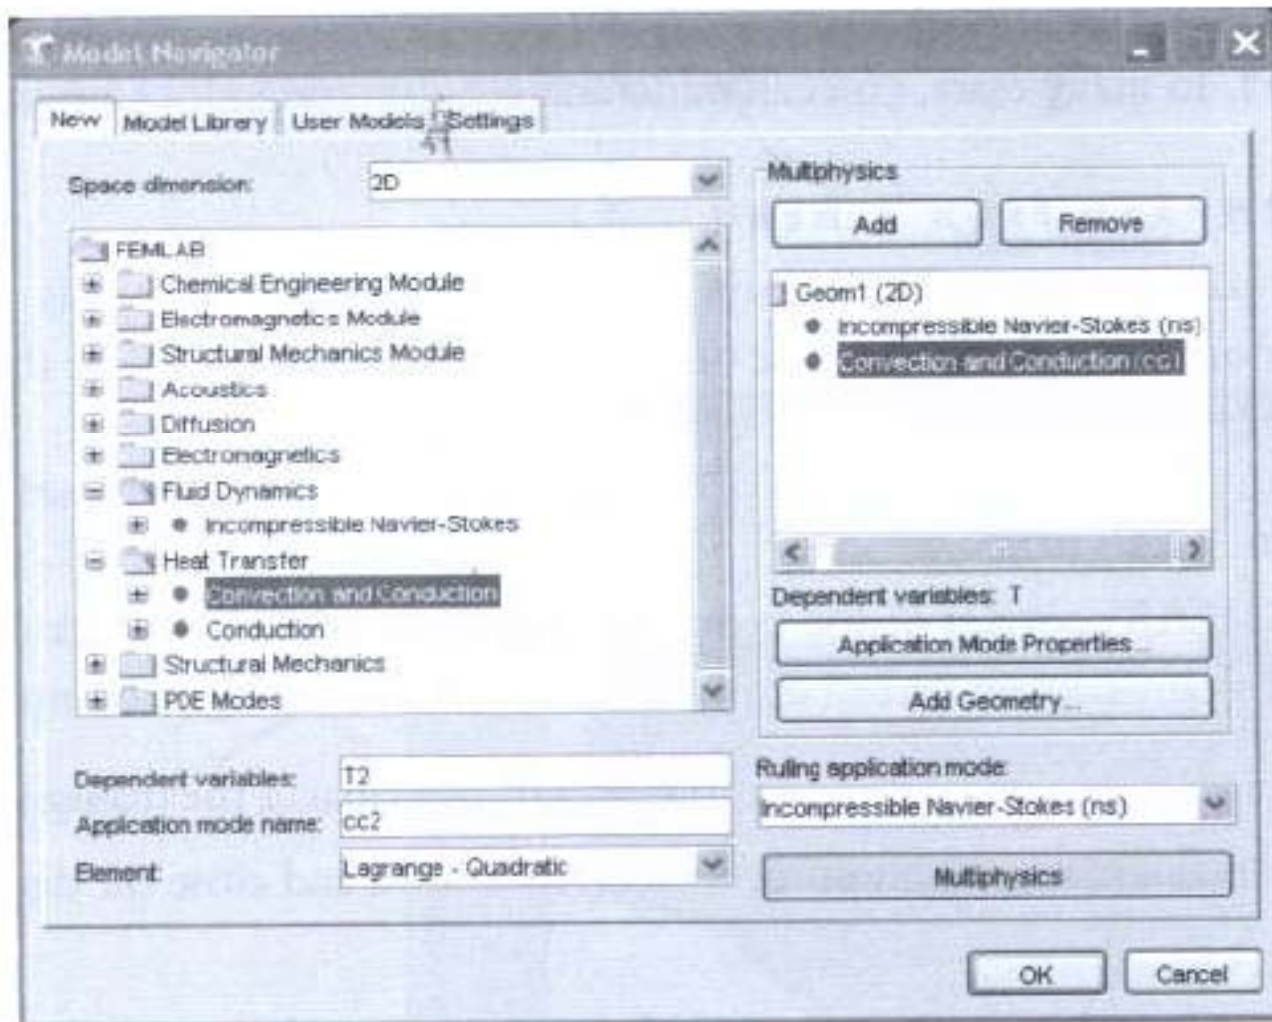 Model Navigator
New
Model Library
User Models
Settings
Space dimension:
2D
FEMLAB
Chemical Engineering Module
Electromagnetics Module
Structural Mechanics Module
Acoustics
Diffusion
Electromagnetics
Fluid Dynamics
Incompressible Navier-Stokes
Heat Transfer
Convection and Conduction
Conduction
Structural Mechanics
PDE Modes
Dependent variables:
T2
Application mode name:
cc2
Element:
Lagrange - Quadratic
Multiphysics
Add
Remove
Geom1 (2D)
Incompressible Navier-Stokes (ns)
Convection and Conduction (cc)
Dependent variables: T
Application Mode Properties...
Add Geometry...
Ruling application mode:
Incompressible Navier-Stokes (ns)
Multiphysics
OK
Cancel